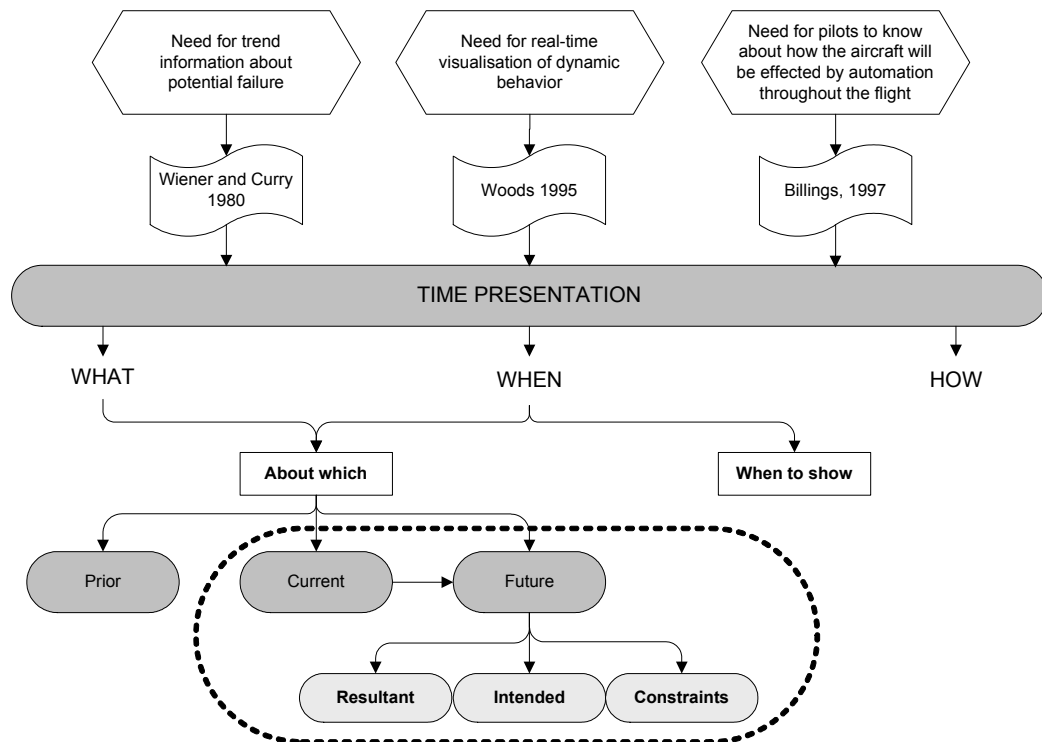 Need for trend
information about
potential failure
Need for real-time
visualisation of dynamic
behavior
Need for pilots to know
about how the aircraft will
be effected by automation
throughout the flight
Wiener and Curry
1980
Woods 1995
Billings, 1997
TIME PRESENTATION
WHAT
WHEN
HOW
About which
When to show
Prior
Current
Future
Resultant
Intended
Constraints